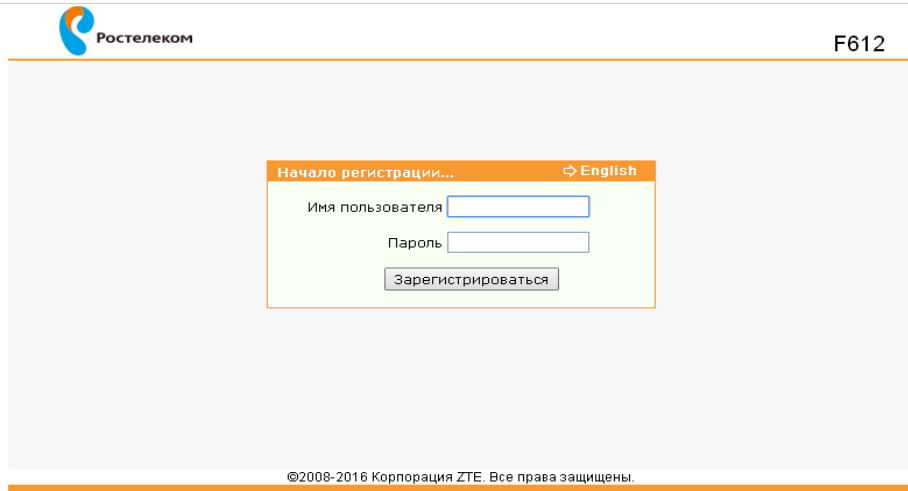 Ростелеком
F612
Начало регистрации... ⇨ English
Имя пользователя
Пароль
Зарегистрироваться
©2008-2016 Корпорация ZTE. Все права защищены.